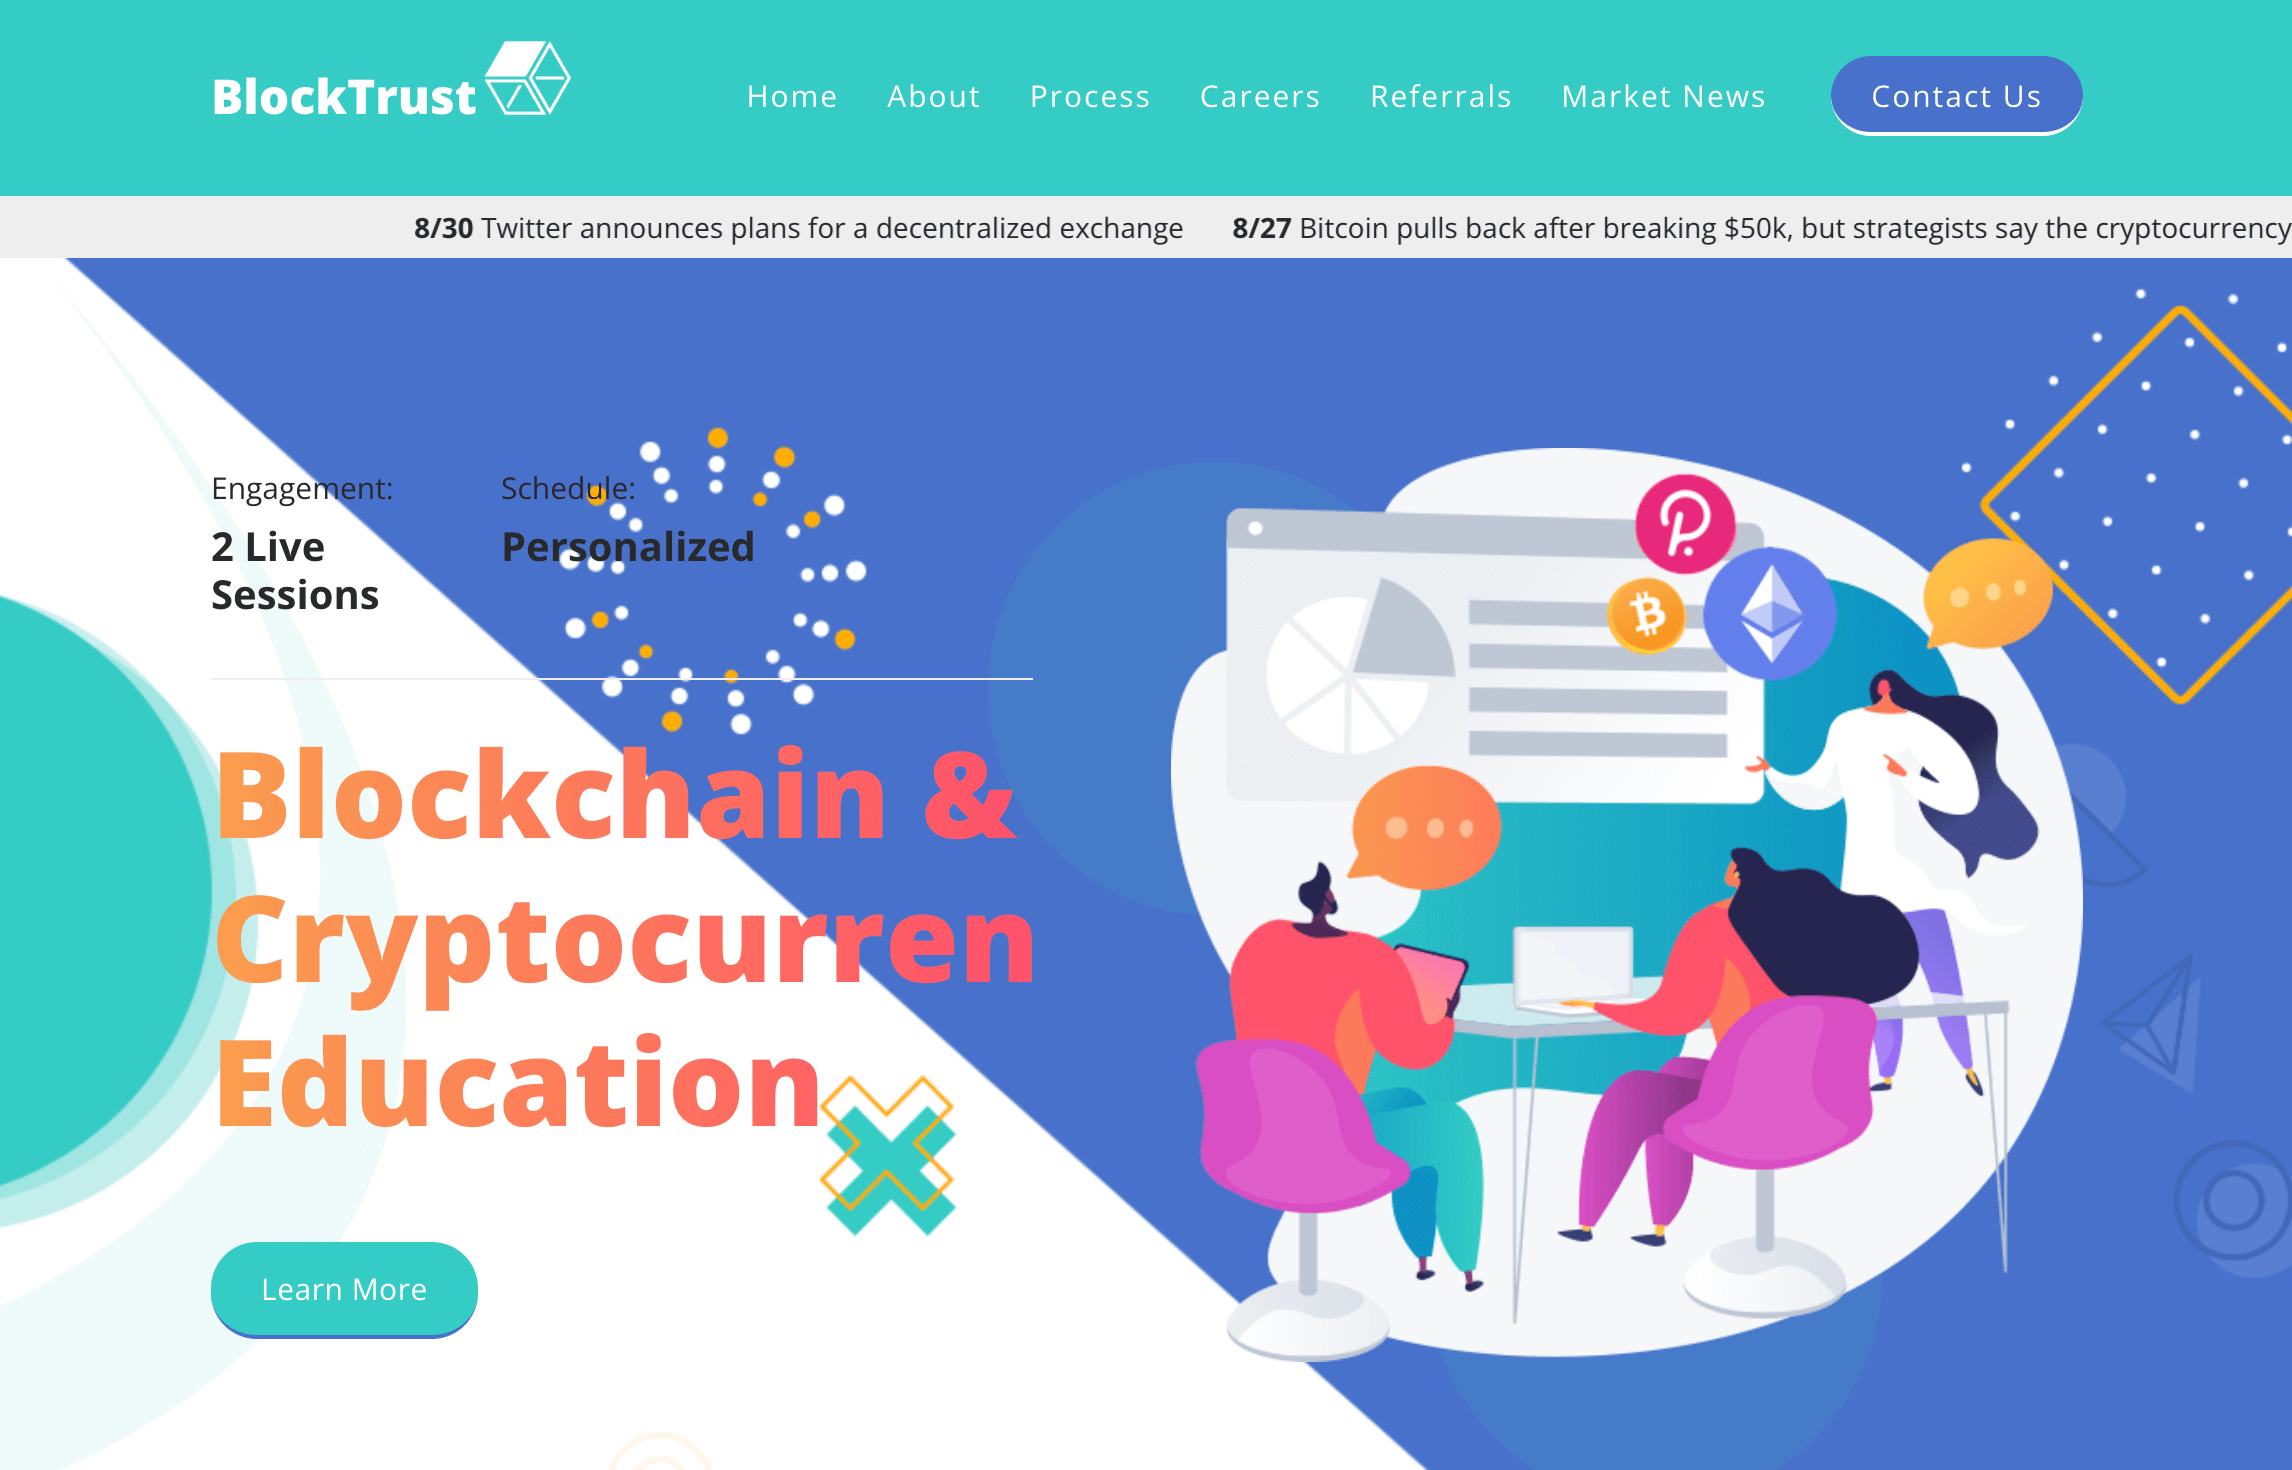 BlockTrust
Home About Process Careers Referrals Market News Contact Us
8/30 Twitter announces plans for a decentralized exchange 8/27 Bitcoin pulls back after breaking $50k, but strategists say the cryptocurrency
Engagement: Schedule:
2 Live Personalized
Sessions
Blockchain &
Cryptocurren
Education
Learn More